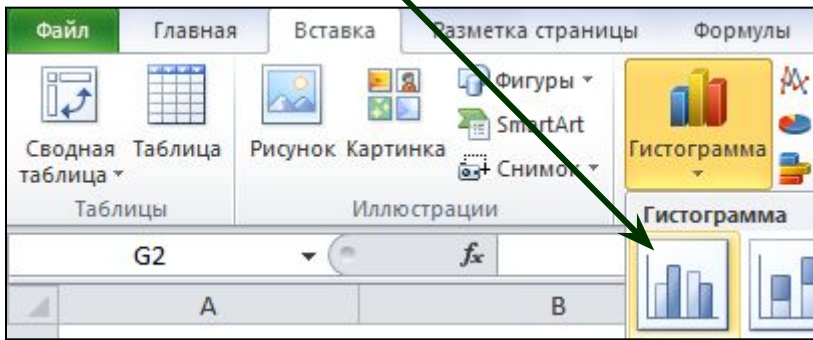 Файл Главная Вставка Разметка страницы Формулы
Сводная таблица Таблица Рисунок Картинка Фигуры SmartArt Снимок Гистограмма
Таблицы Иллюстрации Гистограмма
G2 fx
A B